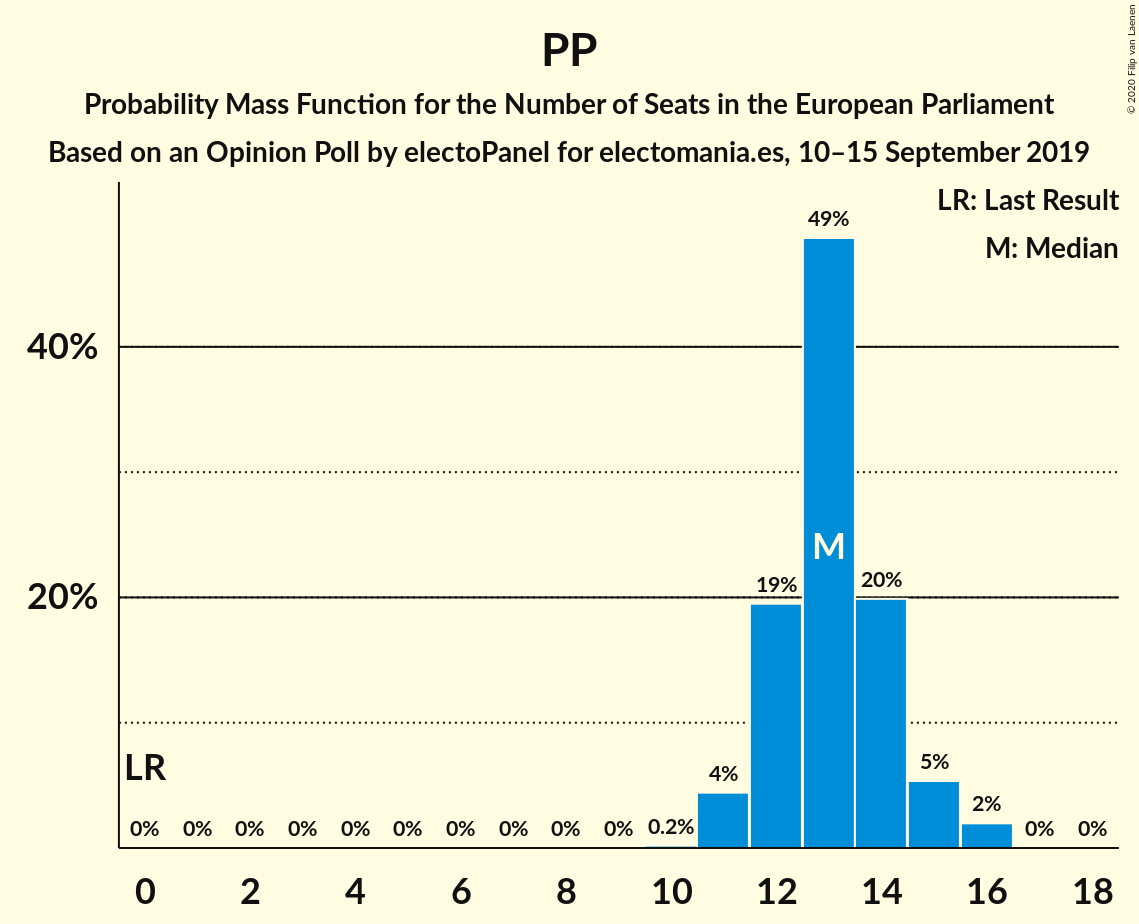 PP
Probability Mass Function for the Number of Seats in the European Parliament
Based on an Opinion Poll by electoPanel for electomania.es, 10–15 September 2019
© 2020 Filip van Laenen
LR: Last Result
M: Median
49%
40%
M
20%
19%
20%
LR
4%
5%
2%
0% 0% 0% 0% 0% 0% 0% 0% 0% 0% 0.2% 0% 0%
0 2 4 6 8 10 12 14 16 18